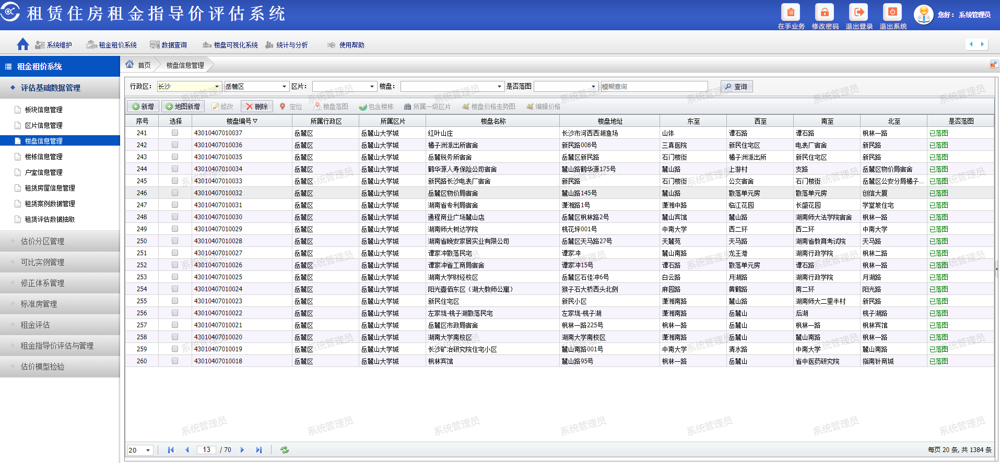 租赁住房租金指导价评估系统
在手业务 修改密码 退出登录 退出系统 您好：系统管理员
系统维护 租金租价系统 数据查询 楼盘可视化系统 统计与分析 使用帮助
租金租价系统
评估基础数据管理
板块信息管理
区片信息管理
楼盘信息管理
楼栋信息管理
户室信息管理
租赁房屋信息管理
租赁案例数据管理
租赁评估数据抽取
估价分区管理
可比实例管理
修正体系管理
标准房管理
租金评估
租金指导价评估与管理
估价模型检验
首页 楼盘信息管理
行政区： 长沙 岳麓区 区片： 楼盘： 是否落图 模糊查询 查询
新增 地图新增 修改 删除 定位 楼盘落图 包含楼栋 所属一级区片 楼盘价格走势图 编辑价格
序号 选择 楼盘编号▽ 所属行政区 所属区片 楼盘名称 楼盘地址 东至 西至 南至 北至 是否落图
241 43010407010037 岳麓区 岳麓山大学城 红叶山庄 长沙市河西西湖渔场 山体 谭石路 谭石路 枫林一路 已落图
242 43010407010036 岳麓区 岳麓山大学城 橘子洲派出所宿舍 新民路008号 三真医院 新民住宅区 电表厂宿舍 新民路 已落图
243 43010407010035 岳麓区 岳麓山大学城 岳麓税务所宿舍 岳麓区新民路 石门楼街 橘子洲派出所 新民住宅区 新民路 已落图
244 43010407010034 岳麓区 岳麓山大学城 鹤华源人寿保险公司宿舍 麓山路鹤华源175号 麓山路 上游村 支路 岳麓区物价局宿舍 已落图
245 43010407010033 岳麓区 岳麓山大学城 新民路长沙电表厂宿舍 新民路 石门楼街 公交宿舍 石门楼街 岳麓区公安分局橘子... 已落图
246 43010407010032 岳麓区 岳麓山大学城 岳麓区物价局宿舍 麓山路145号 麓山路 散落单元房 散落单元房 创信大厦 已落图
247 43010407010031 岳麓区 岳麓山大学城 湖南省专利局宿舍 潇湘路1号 潇湘中路 临江花园 长盛花园 学堂坡住宅 已落图
248 43010407010030 岳麓区 岳麓山大学城 通程商业广场麓山店 岳麓区枫林路2号 麓山宾馆 麓山路 湖南师大法学院宿舍 枫林一路 已落图
249 43010407010029 岳麓区 岳麓山大学城 湖南师大树达学院 桃花坪001号 中南大学 西二环 西二环 中南大学 已落图
250 43010407010028 岳麓区 岳麓山大学城 湖南省晚安家居实业有限公司 岳麓区天马路27号 天麓苑 天马路 湖南省教育考试院 天马路 已落图
251 43010407010027 岳麓区 岳麓山大学城 谭家冲散落民宅 谭家冲 麓山南路 龙王港 湖南行政学院 枫林二路 已落图
252 43010407010026 岳麓区 岳麓山大学城 谭家冲省工商局宿舍 谭家冲15号 谭石路 散落单元房 谭石路 枫林一路 已落图
253 43010407010025 岳麓区 岳麓山大学城 湖南大学财经校区 岳麓区石佳冲6号 白云路 月湖路 湖南行政学院 月湖路 已落图
254 43010407010024 岳麓区 岳麓山大学城 阳光壹佰东区（湖大教师公寓） 猴子石大桥西头北侧 麻园路 黄鹤路 南二环 阳光路 已落图
255 43010407010023 岳麓区 岳麓山大学城 新民住宅区 新民小区 潇湘南路 麓山路 湖南师大二里半村 新民路 已落图
256 43010407010022 岳麓区 岳麓山大学城 左家垅-桃子湖散落民宅 左家垅-桃子湖 潇湘南路 岳麓山 后湖 桃子湖路 已落图
257 43010407010021 岳麓区 岳麓山大学城 岳麓区市政局宿舍 枫林一路225号 枫林一路 岳麓山 枫林一路 枫林宾馆 已落图
258 43010407010020 岳麓区 岳麓山大学城 湖南大学南校区 湖南大学南校区 潇湘南路 岳麓山 麓山南路 枫林一路 已落图
259 43010407010019 岳麓区 岳麓山大学城 长沙矿冶研究院住宅小区 麓山南路001号 中南大学 清水路 中南大学 麓山南路 已落图
260 43010407010018 岳麓区 岳麓山大学城 枫林宾馆 麓山路95号 枫林一路 岳麓山 省中医药研究院 指南针商城 已落图
系统管理员 系统管理员 系统管理员 系统管理员 系统管理员 系统管理员 系统管理员
20 13 / 70 每页 20 条, 共 1384 条